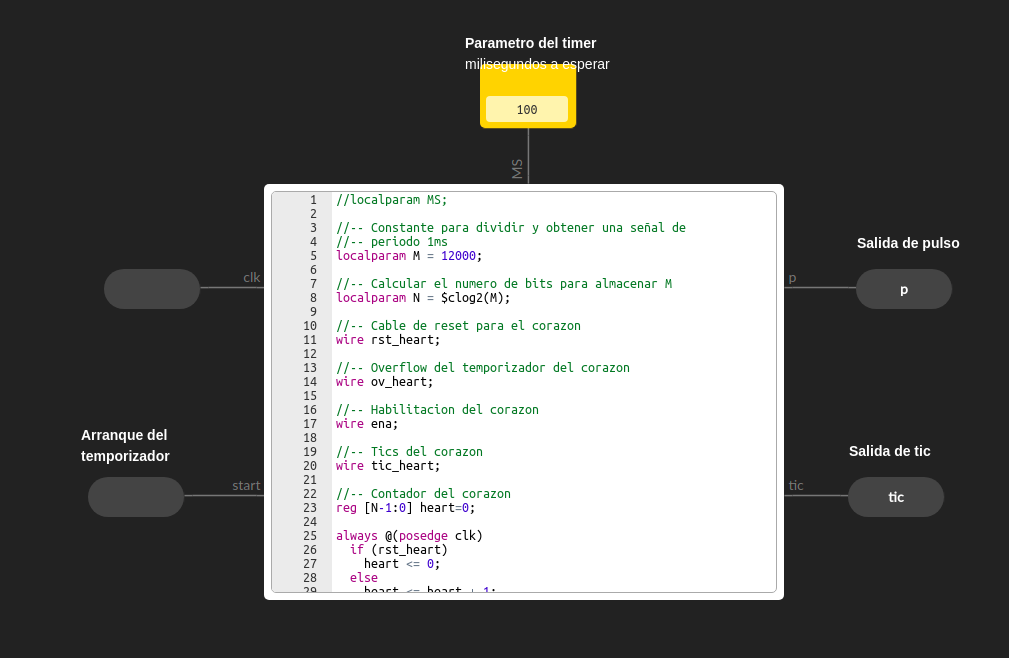 Parametro del timer
milisegundos a esperar
100
MS
clk
Arranque del
temporizador
start
1 //localparam MS;
2
3 //-- Constante para dividir y obtener una señal de
4 //-- periodo 1ms
5 localparam M = 12000;
6
7 //-- Calcular el numero de bits para almacenar M
8 localparam N = $clog2(M);
9
10 //-- Cable de reset para el corazon
11 wire rst_heart;
12
13 //-- Overflow del temporizador del corazon
14 wire ov_heart;
15
16 //-- Habilitacion del corazon
17 wire ena;
18
19 //-- Tics del corazon
20 wire tic_heart;
21
22 //-- Contador del corazon
23 reg [N-1:0] heart=0;
24
25 always @(posedge clk)
26   if (rst_heart)
27     heart <= 0;
28   else
29     heart <= heart + 1;
Salida de pulso
p
p
Salida de tic
tic
tic